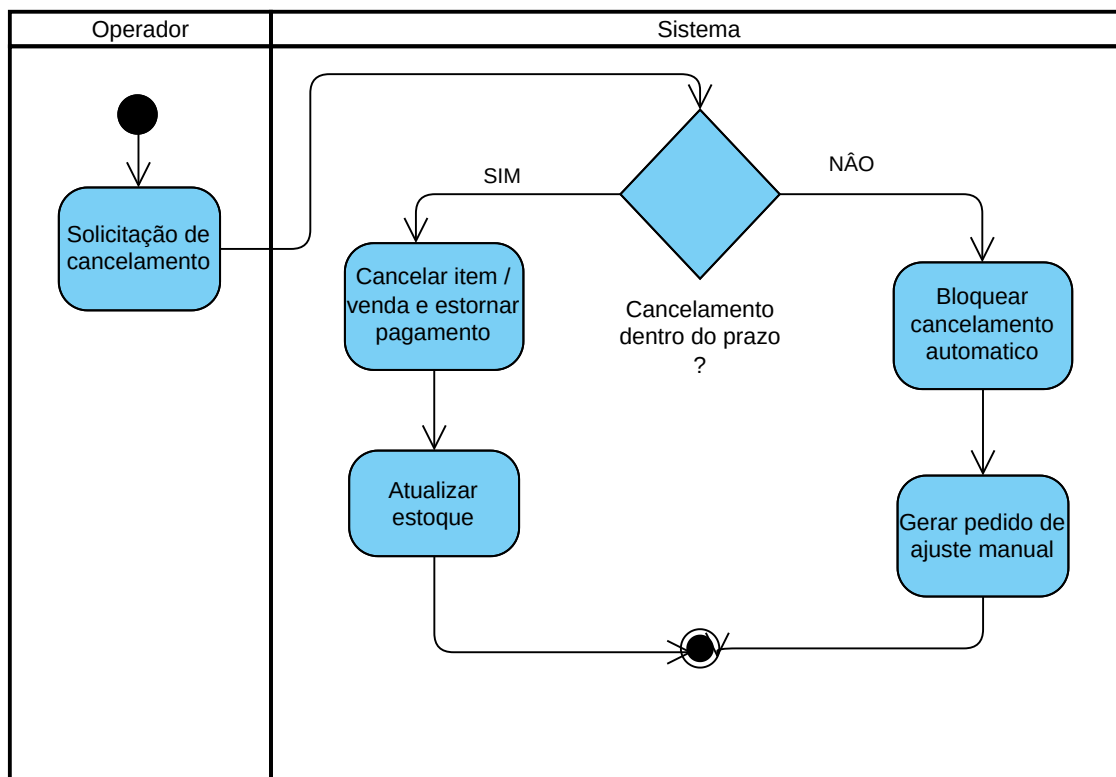 Operador
Sistema
Solicitação de
cancelamento
SIM
NÂO
Cancelar item /
venda e estornar
pagamento
Cancelamento
dentro do prazo
?
Bloquear
cancelamento
automatico
Atualizar
estoque
Gerar pedido de
ajuste manual